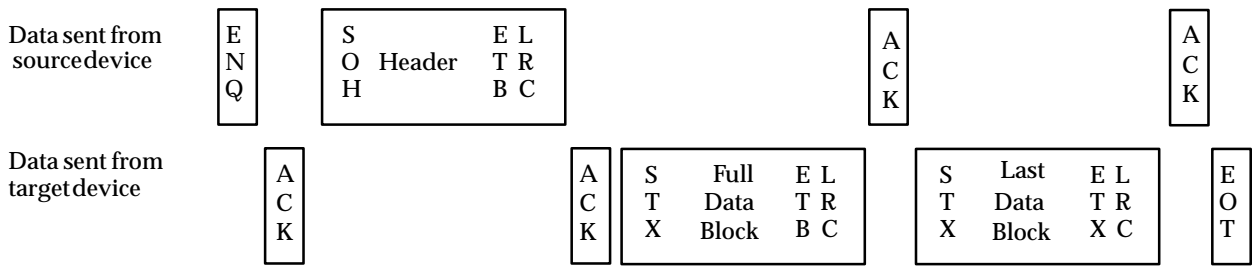 Data sent from
source device
E
N
Q
S
O
H
Header
E L
T R
B C
A
C
K
A
C
K
Data sent from
target device
A
C
K
A
C
K
S
T
X
Full
Data
Block
E L
T R
B C
S
T
X
Last
Data
Block
E L
T R
X C
E
O
T